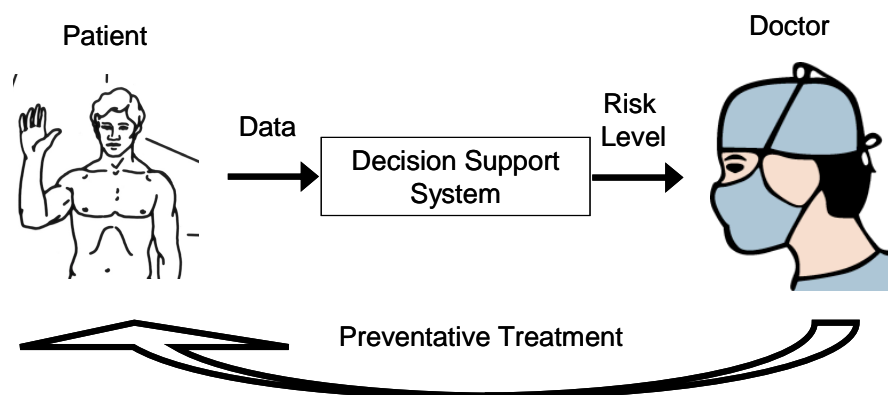 Patient
Doctor
Data
Decision Support
System
Risk
Level
Preventative Treatment